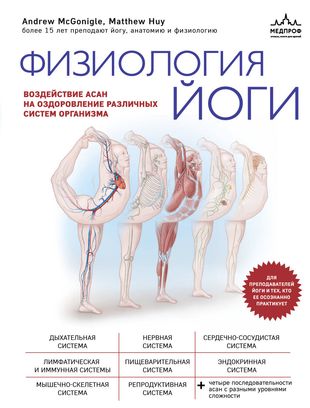 Andrew McGonigle, Matthew Huy
более 15 лет преподают йогу, анатомию и физиологию
МЕДПРОФ
ФИЗИОЛОГИЯ
ЙОГИ
ВОЗДЕЙСТВИЕ АСАН
НА ОЗДОРОВЛЕНИЕ РАЗЛИЧНЫХ
СИСТЕМ ОРГАНИЗМА
ДЛЯ
ПРЕПОДАВАТЕЛЕЙ
ЙОГИ И ТЕХ, КТО
ЕЕ ОСОЗНАННО
ПРАКТИКУЕТ
ДЫХАТЕЛЬНАЯ
СИСТЕМА
НЕРВНАЯ
СИСТЕМА
СЕРДЕЧНО-СОСУДИСТАЯ
СИСТЕМА
ЛИМФАТИЧЕСКАЯ
И ИММУННАЯ СИСТЕМЫ
ПИЩЕВАРИТЕЛЬНАЯ
СИСТЕМА
ЭНДОКРИННАЯ
СИСТЕМА
МЫШЕЧНО-СКЕЛЕТНАЯ
СИСТЕМА
РЕПРОДУКТИВНАЯ
СИСТЕМА
+ четыре последовательности
асан с разными уровнями
сложности